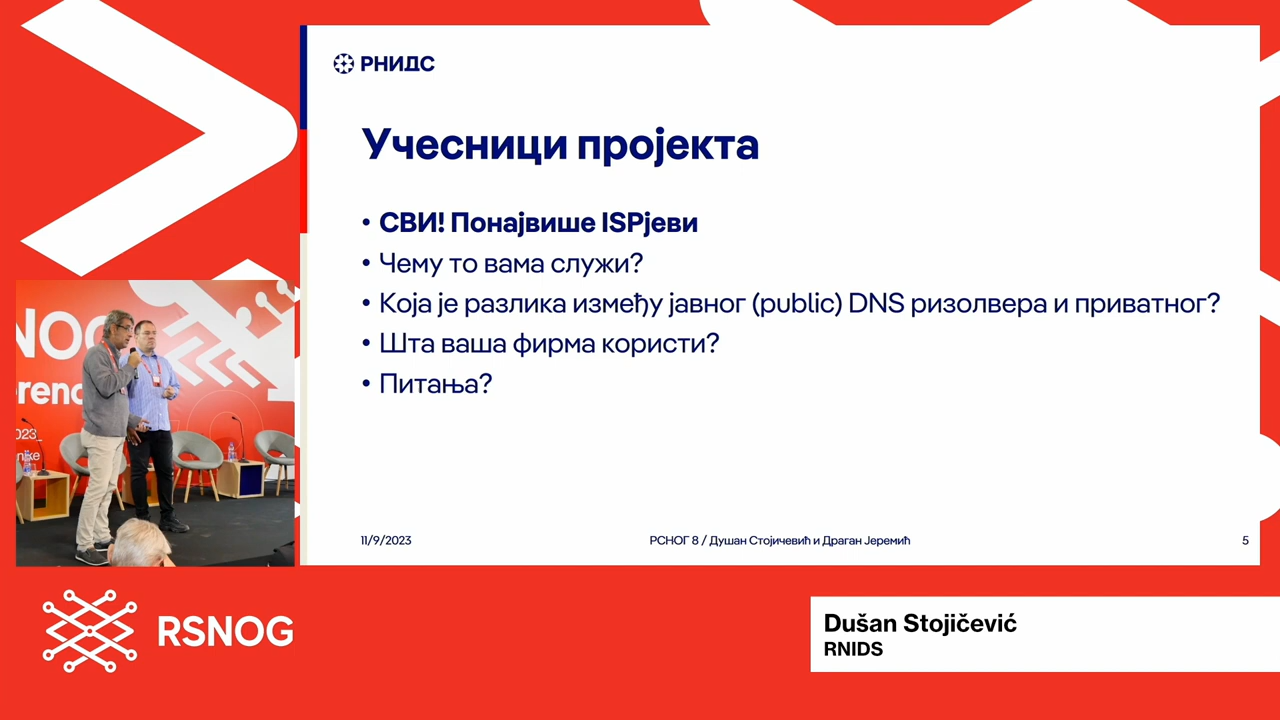 РНИДС
Учесници пројекта
• СВИ! Понајвише ISPјеви
• Чему то вама служи?
• Која је разлика између јавног (public) DNS ризолвера и приватног?
• Шта ваша фирма користи?
• Питања?
11/9/2023
РСНОГ 8 / Душан Стојичевић и Драган Јеремић
5
RSNOG
Dušan Stojičević
RNIDS